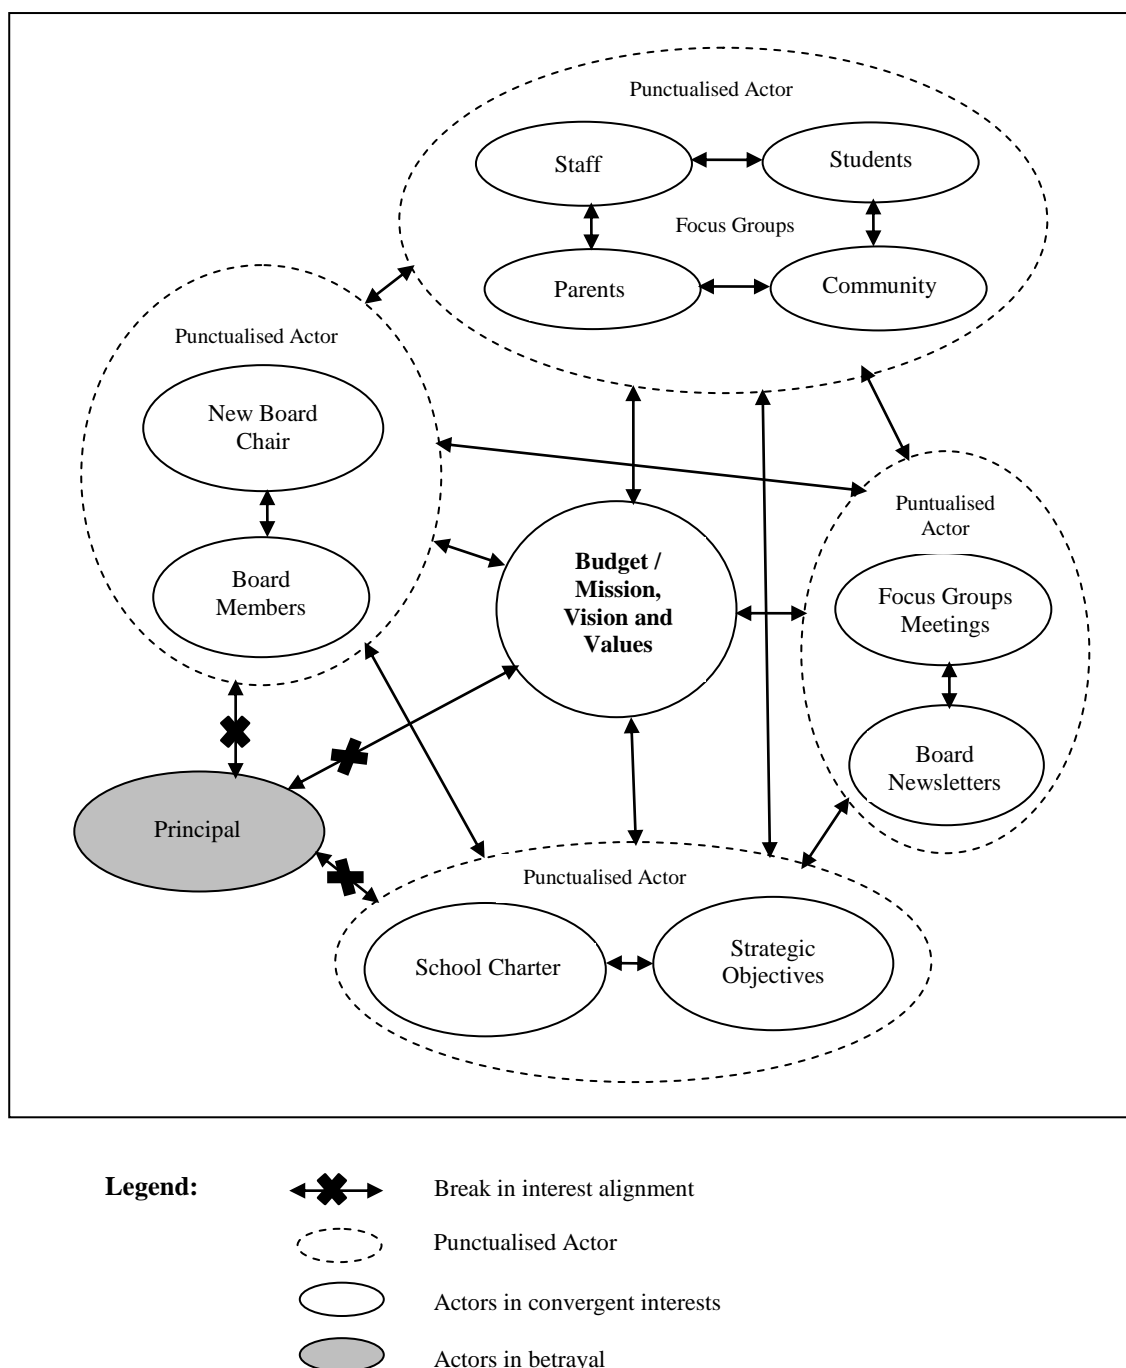 Punctualised Actor
Staff
Students
Focus Groups
Parents
Community
Punctualised Actor
New Board
Chair
Board
Members
Puntualised
Actor
Focus Groups
Meetings
Board
Newsletters
Budget /
Mission,
Vision and
Values
Principal
Punctualised Actor
School Charter
Strategic
Objectives
Legend:
Break in interest alignment
Punctualised Actor
Actors in convergent interests
Actors in betrayal